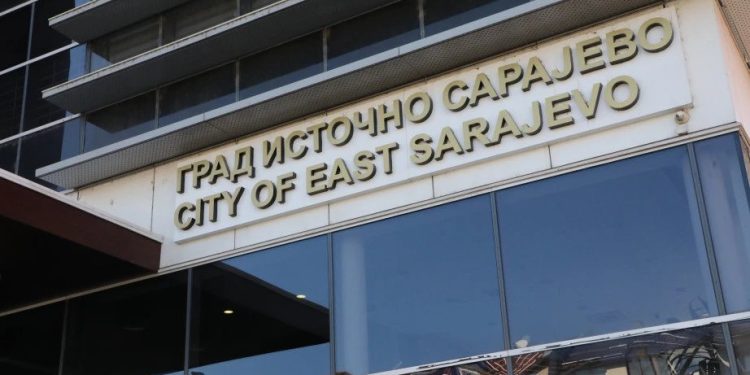 ГРАД ИСТОЧНО САРАЈЕВО
CITY OF EAST SARAJEVO